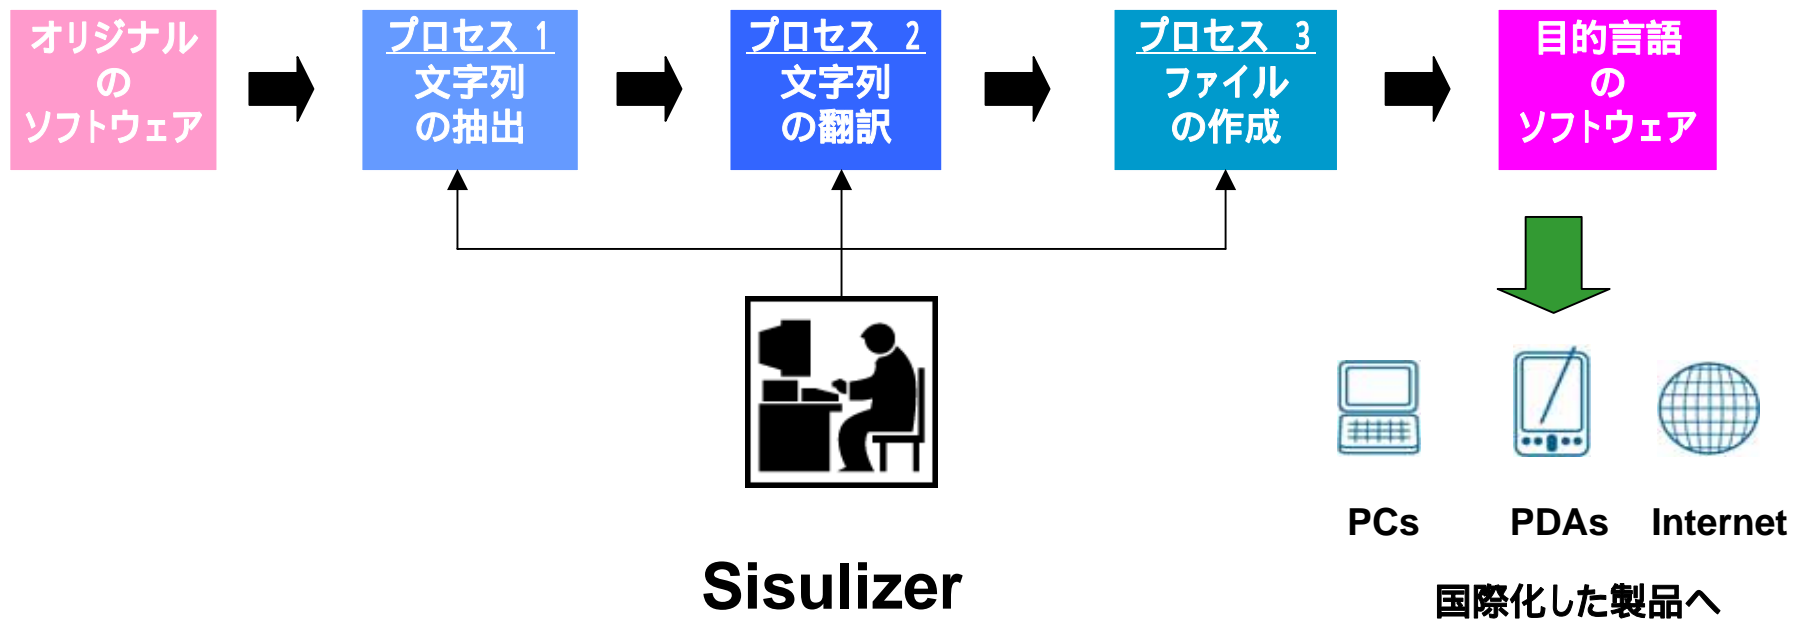 オリジナル
の
ソフトウェア
プロセス 1
文字列
の抽出
プロセス 2
文字列
の翻訳
プロセス 3
ファイル
の作成
目的言語
の
ソフトウェア
Sisulizer
PCs
PDAs
Internet
国際化した製品へ